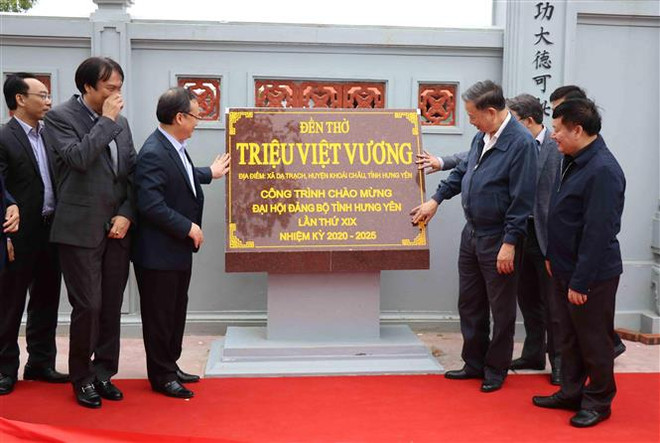 ĐỀN THỜ
TRIỆU VIỆT VƯƠNG
ĐỊA ĐIỂM: XÃ DẠ TRẠCH, HUYỆN KHOÁI CHÂU, TỈNH HƯNG YÊN
CÔNG TRÌNH CHÀO MỪNG
ĐẠI HỘI ĐẢNG BỘ TỈNH HƯNG YÊN
LẦN THỨ XIX
NHIỆM KỲ 2020 - 2025
功大德可